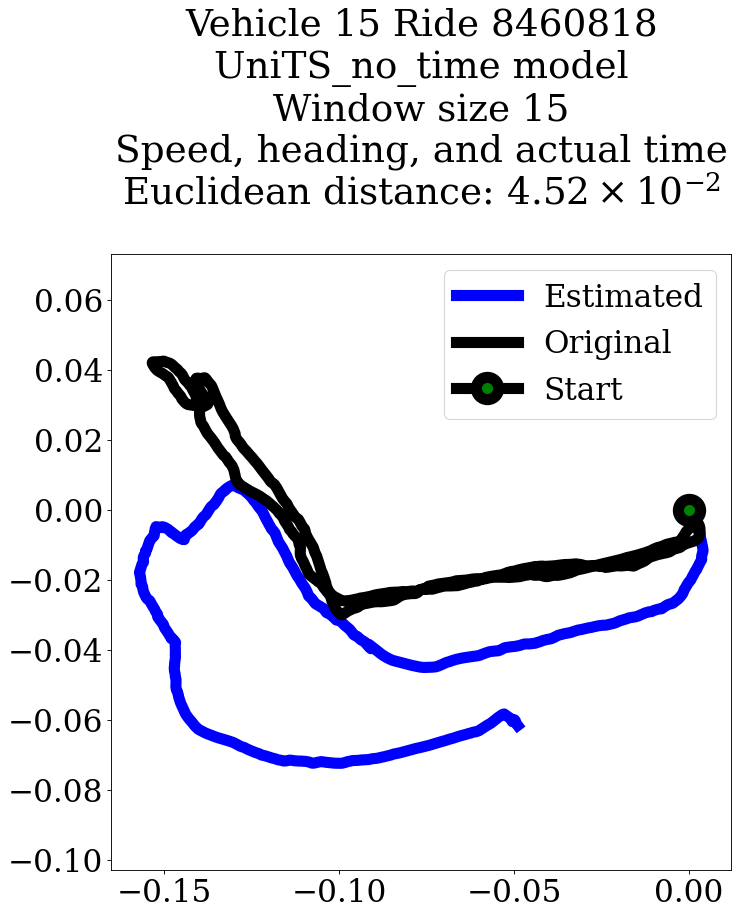 Vehicle 15 Ride 8460818
UniTS_no_time model
Window size 15
Speed, heading, and actual time
Euclidean distance: 4.52 × 10⁻²
Estimated
Original
Start
0.06
0.04
0.02
0.00
−0.02
−0.04
−0.06
−0.08
−0.10
−0.15 −0.10 −0.05 0.00